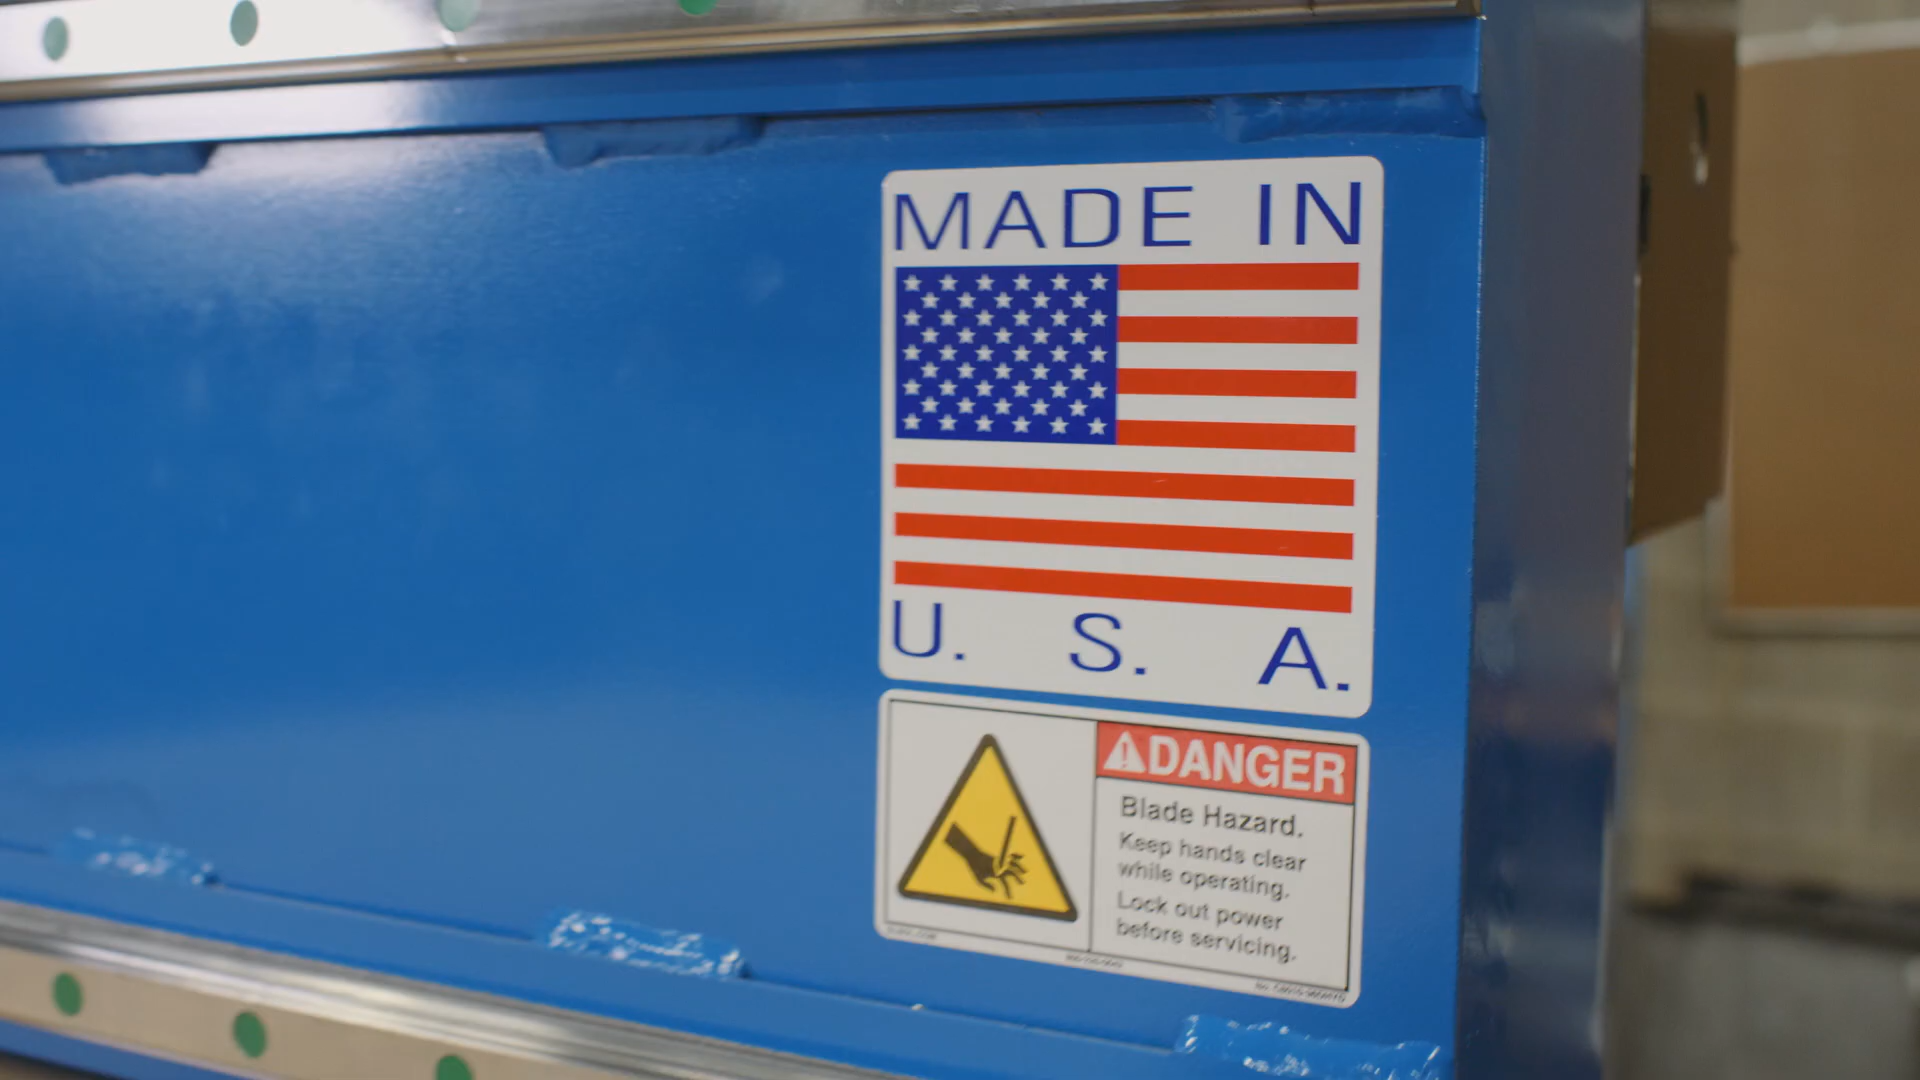 MADE IN
U. S. A.
DANGER
Blade Hazard.
Keep hands clear
while operating.
Lock out power
before servicing.